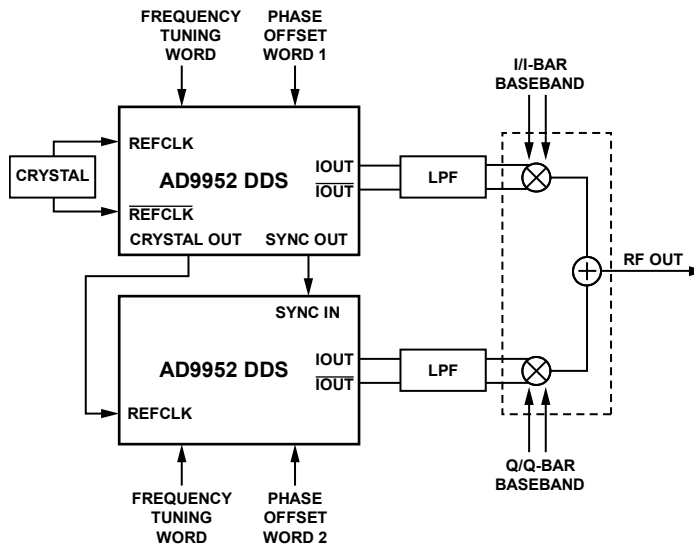 FREQUENCY
TUNING
WORD
PHASE
OFFSET
WORD 1
I/I-BAR
BASEBAND
REFCLK
CRYSTAL
AD9952 DDS
IOUT
IOUT
LPF
REFCLK
CRYSTAL OUT
SYNC OUT
RF OUT
SYNC IN
AD9952 DDS
IOUT
IOUT
LPF
REFCLK
Q/Q-BAR
BASEBAND
FREQUENCY
TUNING
WORD
PHASE
OFFSET
WORD 2